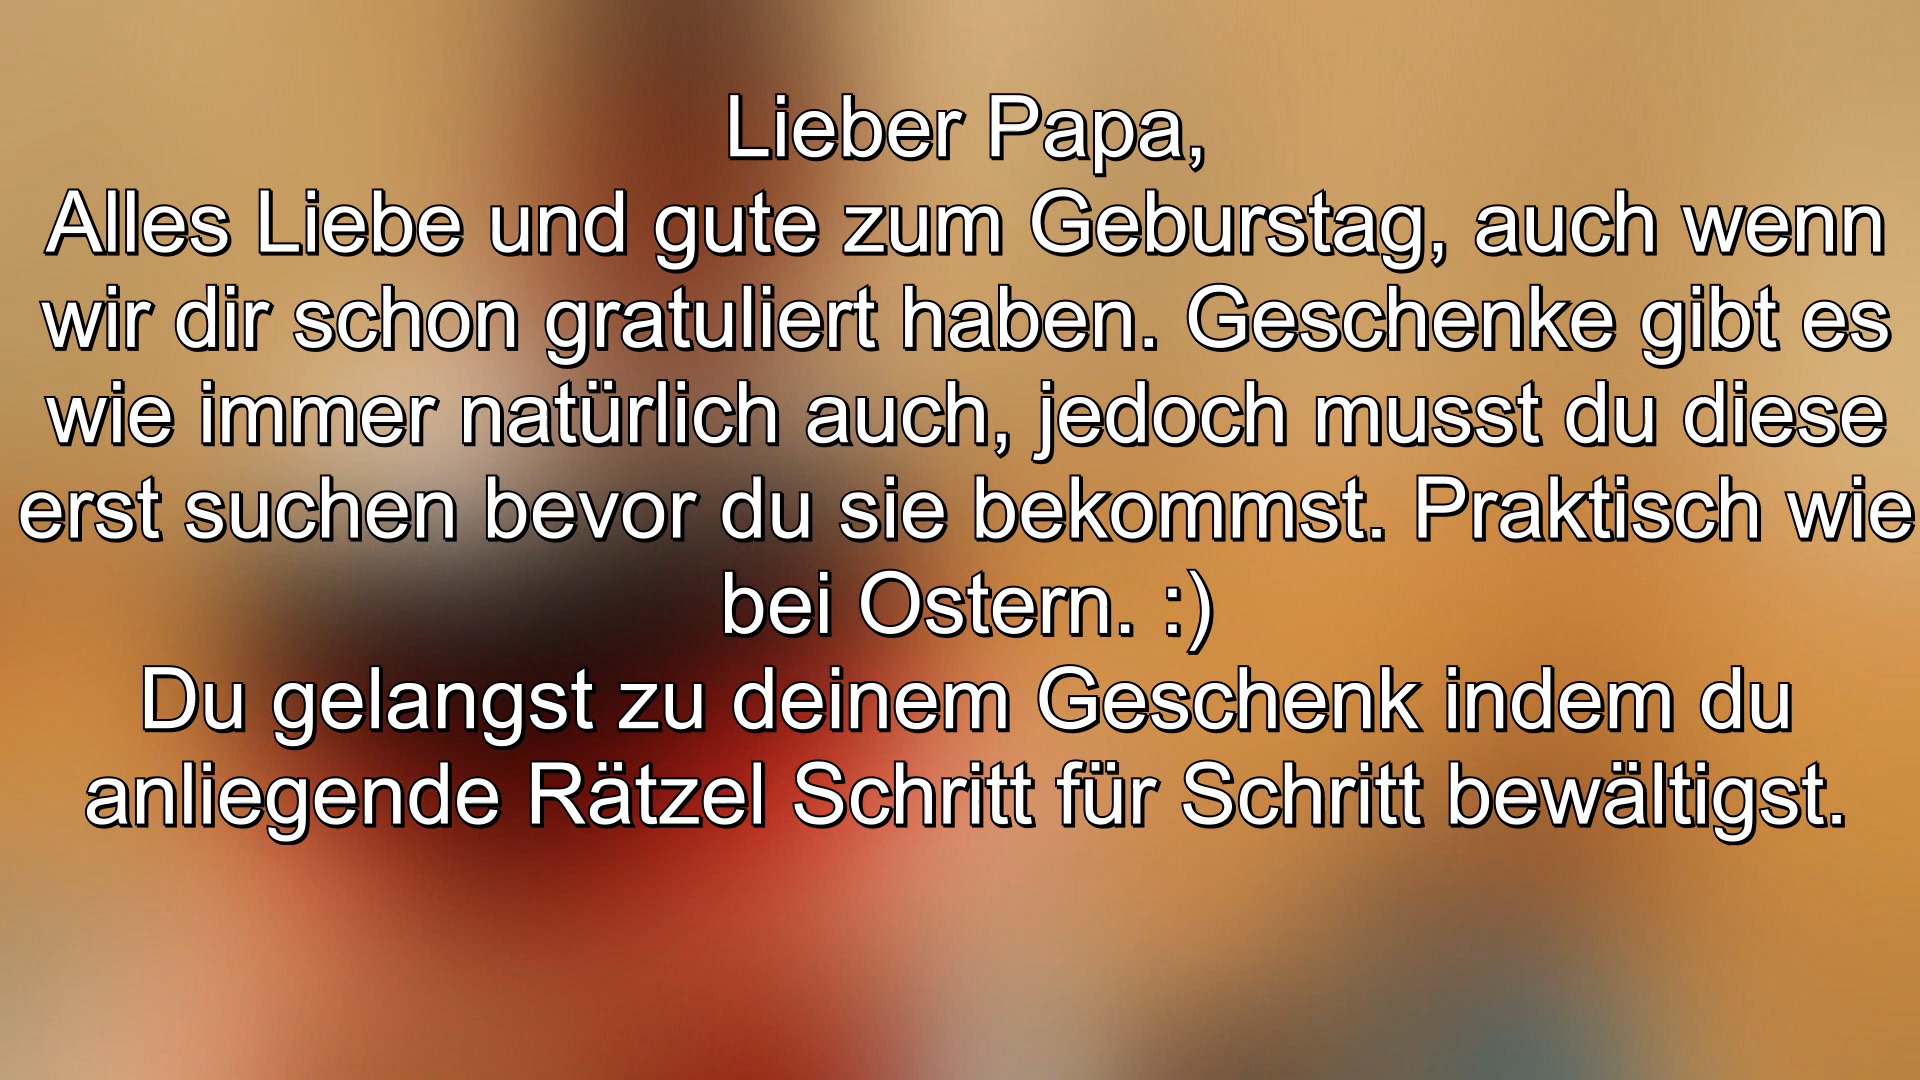 Lieber Papa,
Alles Liebe und gute zum Geburstag, auch wenn
wir dir schon gratuliert haben. Geschenke gibt es
wie immer natürlich auch, jedoch musst du diese
erst suchen bevor du sie bekommst. Praktisch wie
bei Ostern. :)
Du gelangst zu deinem Geschenk indem du
anliegende Rätzel Schritt für Schritt bewältigst.